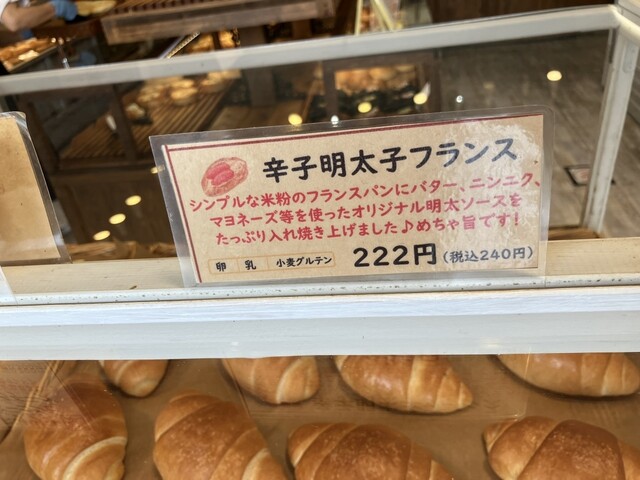 辛子明太子フランス
シンプルな米粉のフランスパンにバター、ニンニク、
マヨネーズ等を使ったオリジナル明太ソースを
たっぷり入れ焼き上げました♪めちゃ旨です！
卵 乳 小麦グルテン 222円(税込240円)